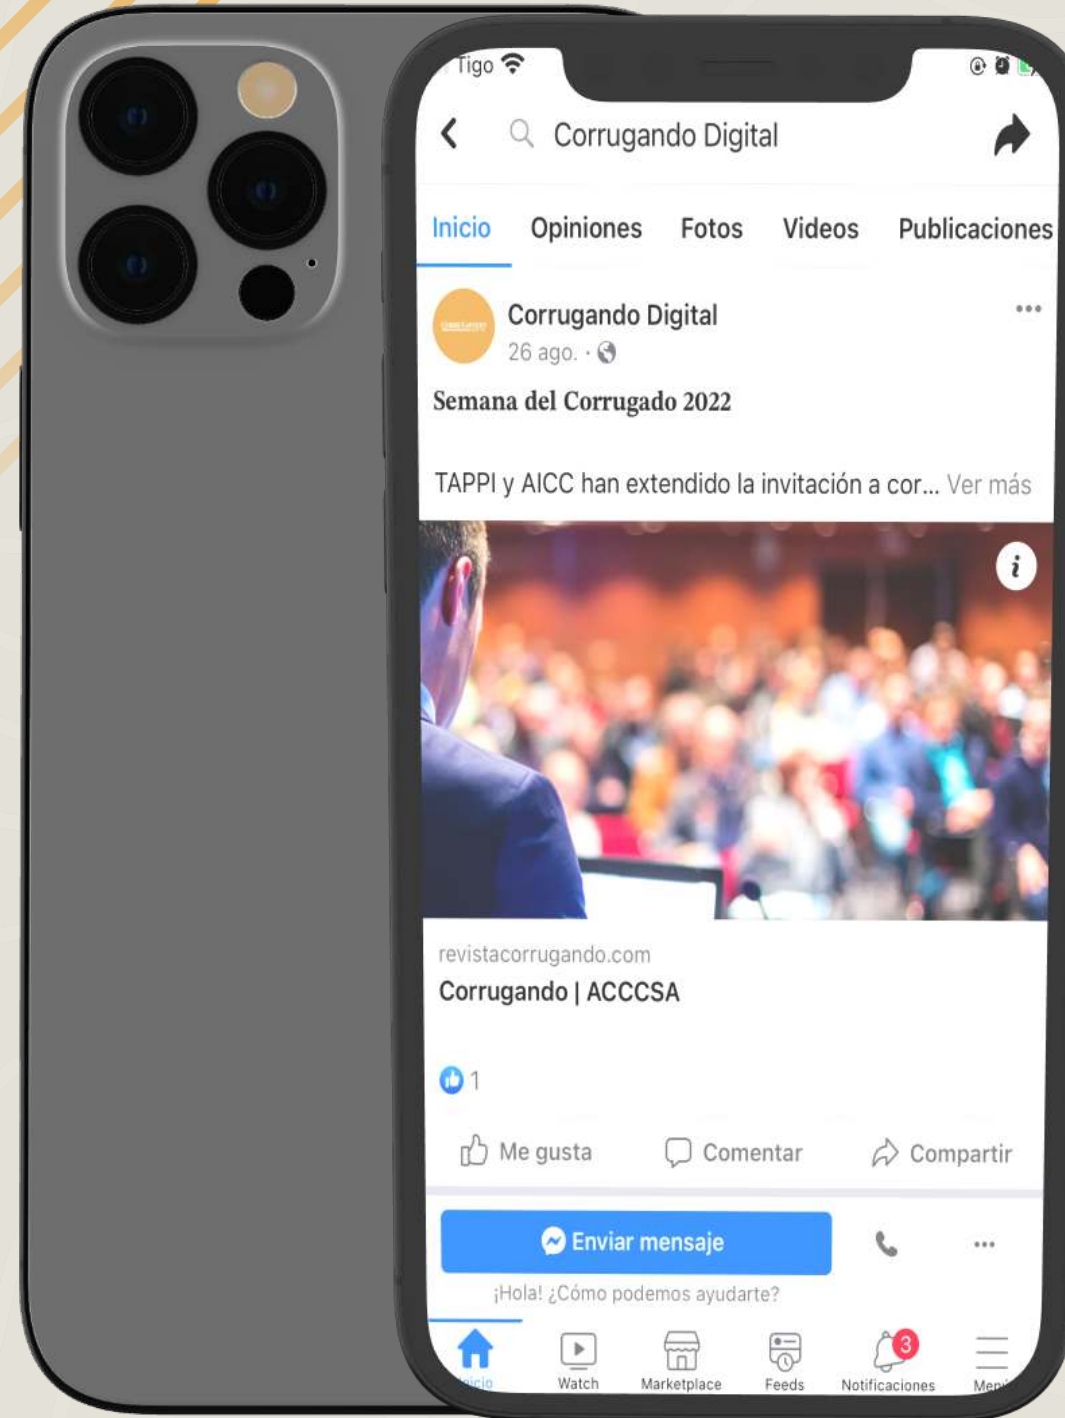 Tigo
Corrugando Digital
Inicio Opiniones Fotos Videos Publicaciones
Corrugando Digital
26 ago. ·
Semana del Corrugado 2022
TAPPI y AICC han extendido la invitación a cor... Ver más
revistacorrugando.com
Corrugando | ACCCSA
1
Me gusta Comentar Compartir
Enviar mensaje
¡Hola! ¿Cómo podemos ayudarte?
3
Inicio Watch Marketplace Feeds Notificaciones Menú